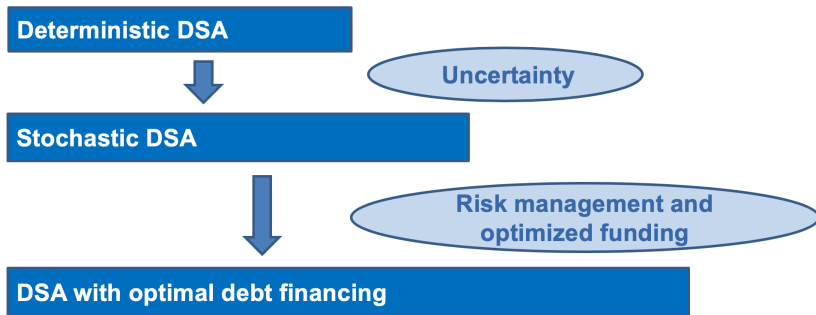 Deterministic DSA
Uncertainty
Stochastic DSA
Risk management and
optimized funding
DSA with optimal debt financing